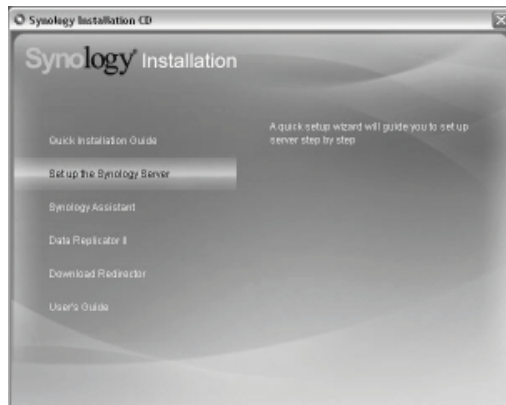 Synology Installation CD
Synology Installation
Quick Installation Guide
A quick setup wizard will guide you to set up
server step by step
Set up the Synology Server
Synology Assistant
Data Replicator II
Download Redirector
User's Guide